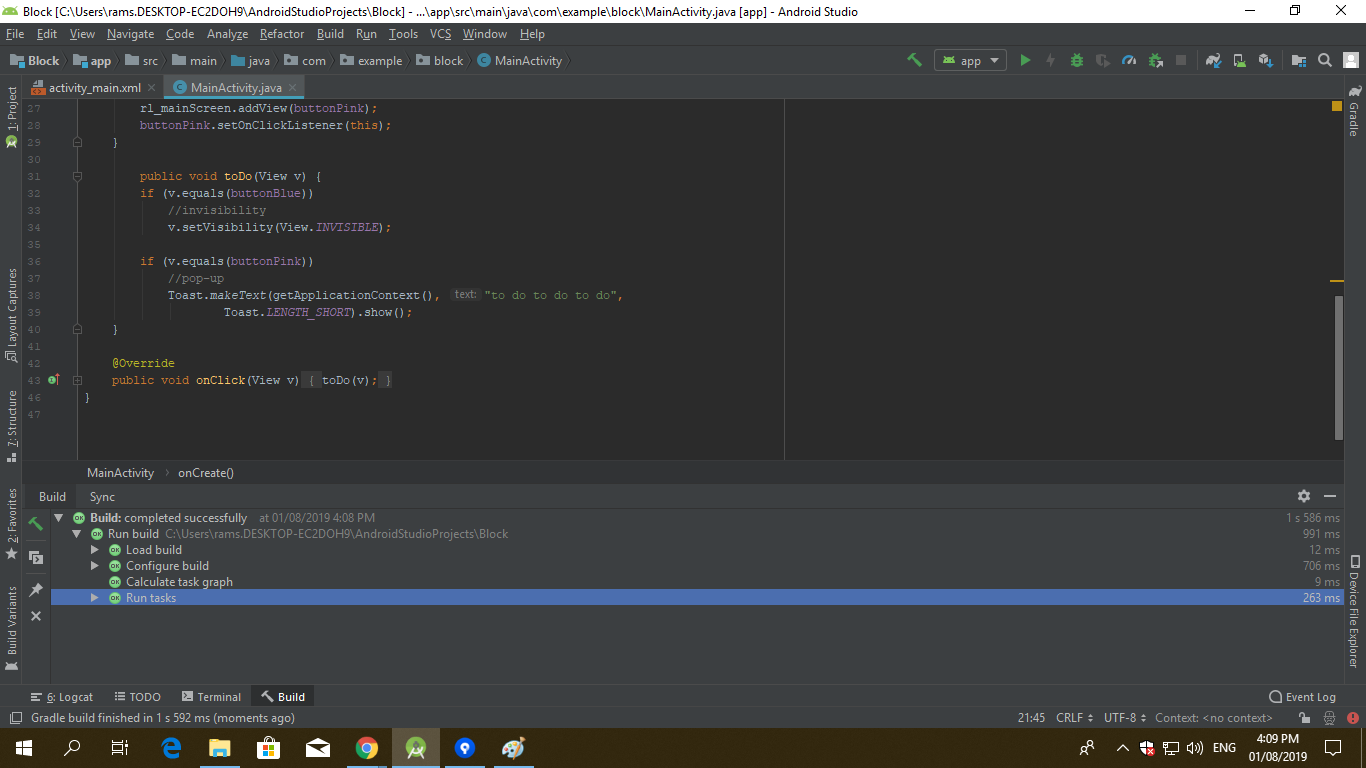 Block [C:\Users\rams.DESKTOP-EC2DOH9\AndroidStudioProjects\Block] - ...\app\src\main\java\com\example\block\MainActivity.java [app] - Android Studio
File Edit View Navigate Code Analyze Refactor Build Run Tools VCS Window Help
Block app src main java com example block MainActivity
app
activity_main.xml MainActivity.java
1: Project
Layout Captures
7: Structure
2: Favorites
Build Variants
Gradle
Device File Explorer
27 rl_mainScreen.addView(buttonPink);
28 buttonPink.setOnClickListener(this);
29 }
30
31 public void toDo(View v) {
32 if (v.equals(buttonBlue))
33 //invisibility
34 v.setVisibility(View.INVISIBLE);
35
36 if (v.equals(buttonPink))
37 //pop-up
38 Toast.makeText(getApplicationContext(), text: "to do to do to do",
39 Toast.LENGTH_SHORT).show();
40 }
41
42 @Override
43 public void onClick(View v) { toDo(v); }
46 }
47
MainActivity onCreate()
Build Sync
Build: completed successfully at 01/08/2019 4:08 PM 1 s 586 ms
Run build C:\Users\rams.DESKTOP-EC2DOH9\AndroidStudioProjects\Block 991 ms
Load build 12 ms
Configure build 706 ms
Calculate task graph 9 ms
Run tasks 263 ms
6: Logcat TODO Terminal Build Event Log
Gradle build finished in 1 s 592 ms (moments ago) 21:45 CRLF UTF-8 Context: <no context>
ENG 4:09 PM
01/08/2019